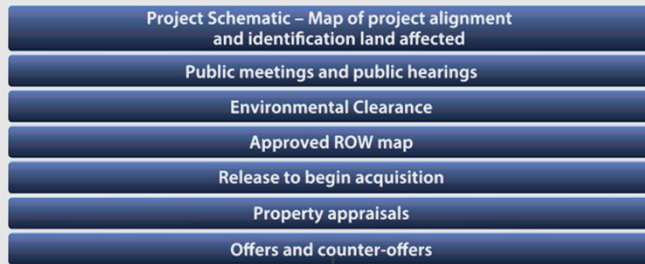 Project Schematic – Map of project alignment
and identification land affected
Public meetings and public hearings
Environmental Clearance
Approved ROW map
Release to begin acquisition
Property appraisals
Offers and counter-offers